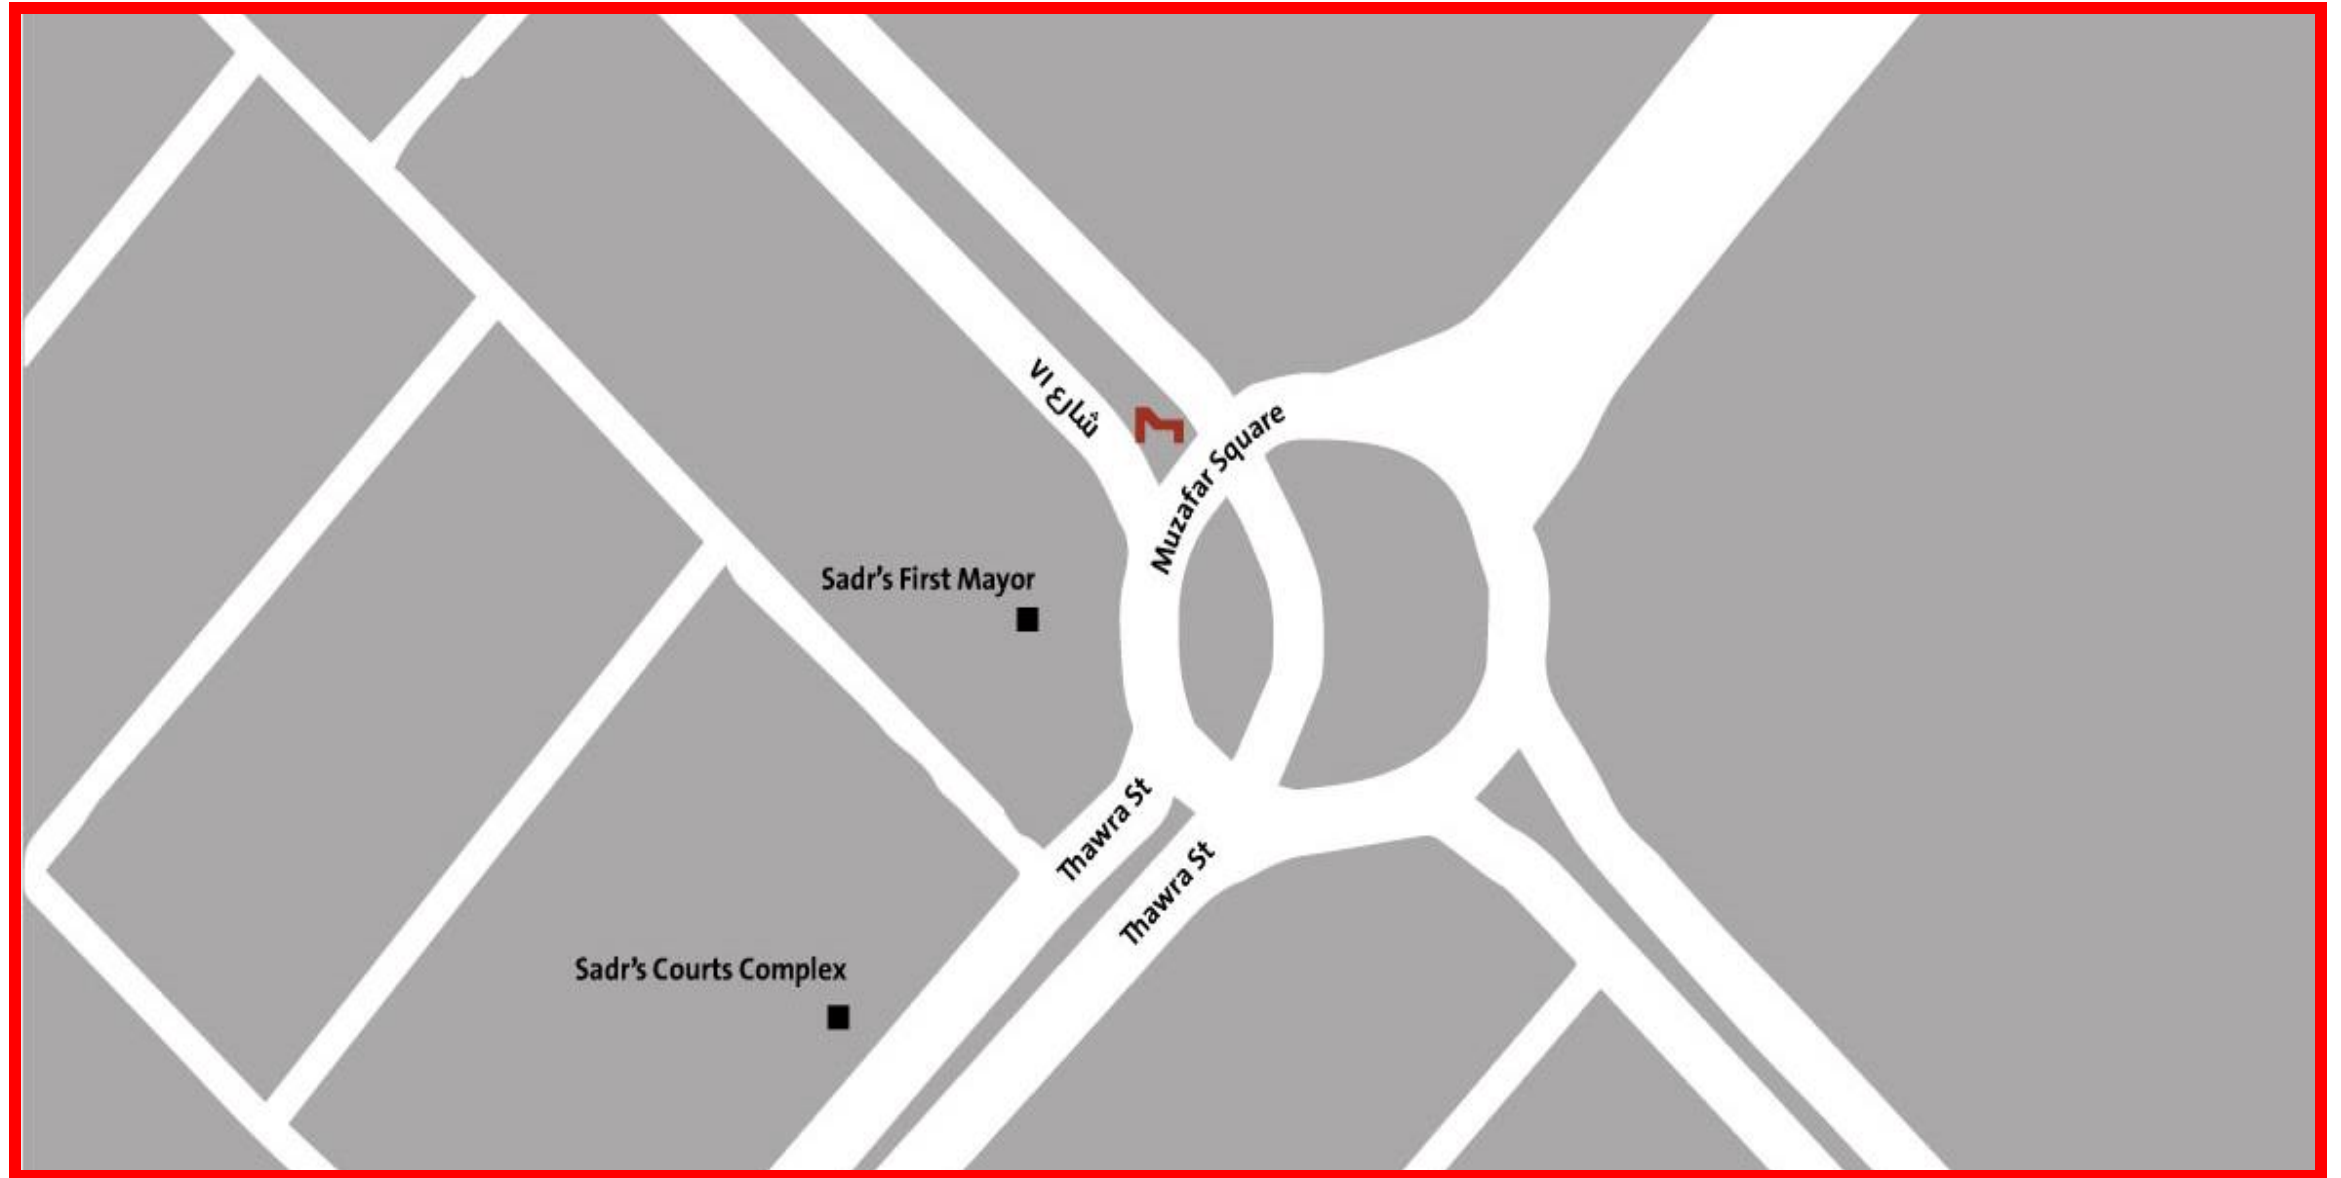 شارع ٧١
Muzafar Square
Sadr's First Mayor
Thawra St
Thawra St
Sadr's Courts Complex